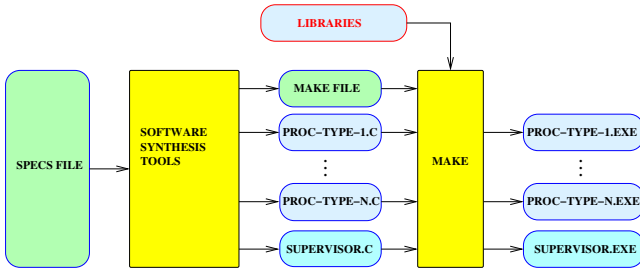 LIBRARIES
MAKE FILE
SOFTWARE
SYNTHESIS
TOOLS
PROC−TYPE−1.C
PROC−TYPE−1.EXE
SPECS FILE
MAKE
PROC−TYPE−N.C
PROC−TYPE−N.EXE
SUPERVISOR.C
SUPERVISOR.EXE